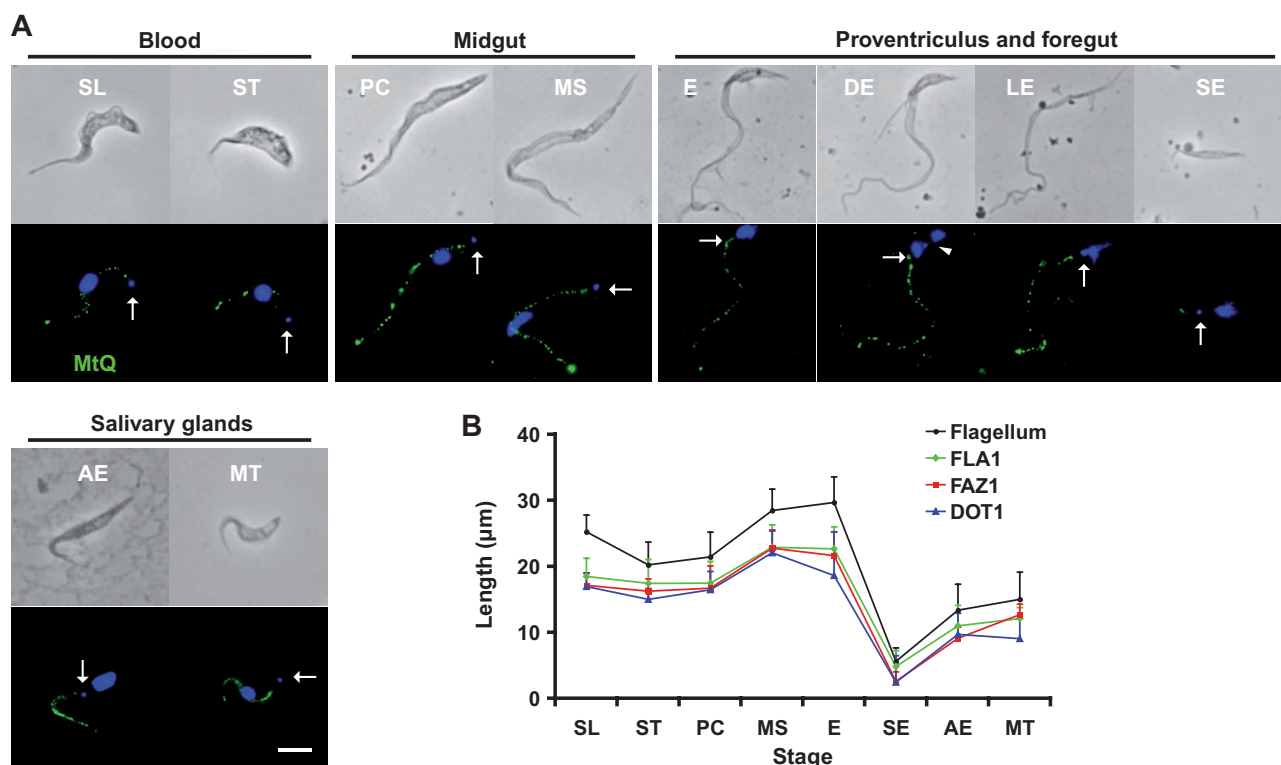 A
Blood
Midgut
Proventriculus and foregut
SL
ST
PC
MS
E
DE
LE
SE
MtQ
Salivary glands
AE
MT
B
Flagellum
FLA1
FAZ1
DOT1
Length (µm)
40
30
20
10
0
SL ST PC MS E SE AE MT
Stage